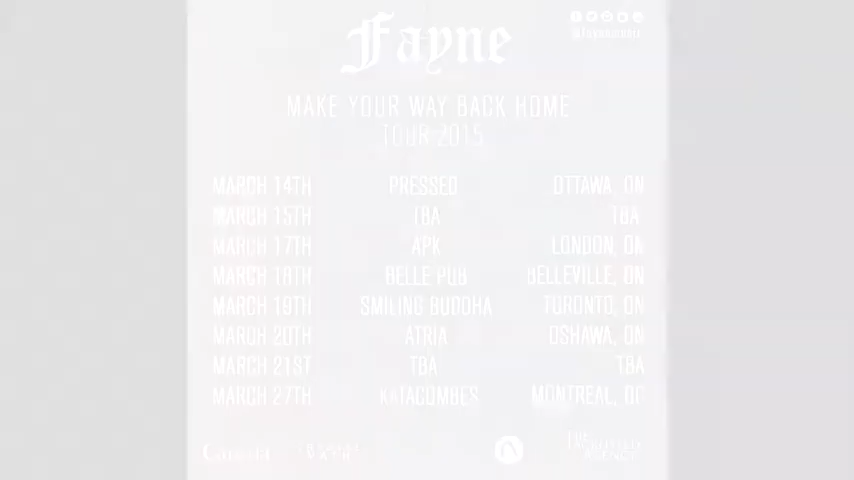 Fayne
MAKE YOUR WAY BACK HOME
TOUR 2015
MARCH 14TH PRESSED OTTAWA, ON
MARCH 15TH TBA TBA
MARCH 17TH APK LONDON, ON
MARCH 18TH BELLE PUB BELLEVILLE, ON
MARCH 19TH SMILING BUDDHA TORONTO, ON
MARCH 20TH ATRIA OSHAWA, ON
MARCH 21ST TBA TBA
MARCH 27TH KATACOMBES MONTREAL, QC
Canada